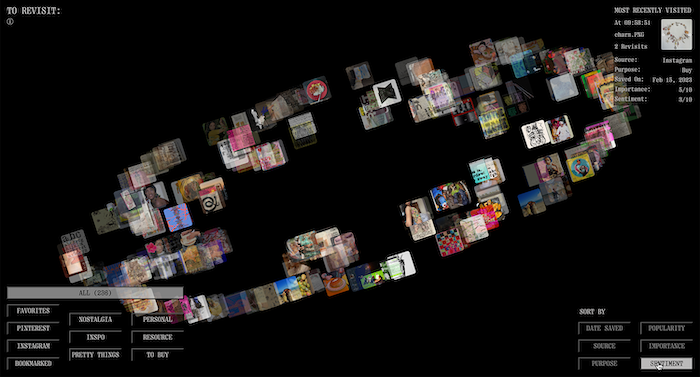 TO REVISIT:
MOST RECENTLY VISITED
At 09:58:51
charm.PNG
2 Revisits
Source: Instagram
Purpose: Buy
Saved On: Feb 15, 2023
Importance: 5/10
Sentiment: 3/10
ALL (236)
FAVORITES
PINTEREST
INSTAGRAM
BOOKMARKED
NOSTALGIA
INSPO
PRETTY THINGS
PERSONAL
RESOURCE
TO BUY
SORT BY
DATE SAVED
POPULARITY
SOURCE
IMPORTANCE
PURPOSE
SENTIMENT